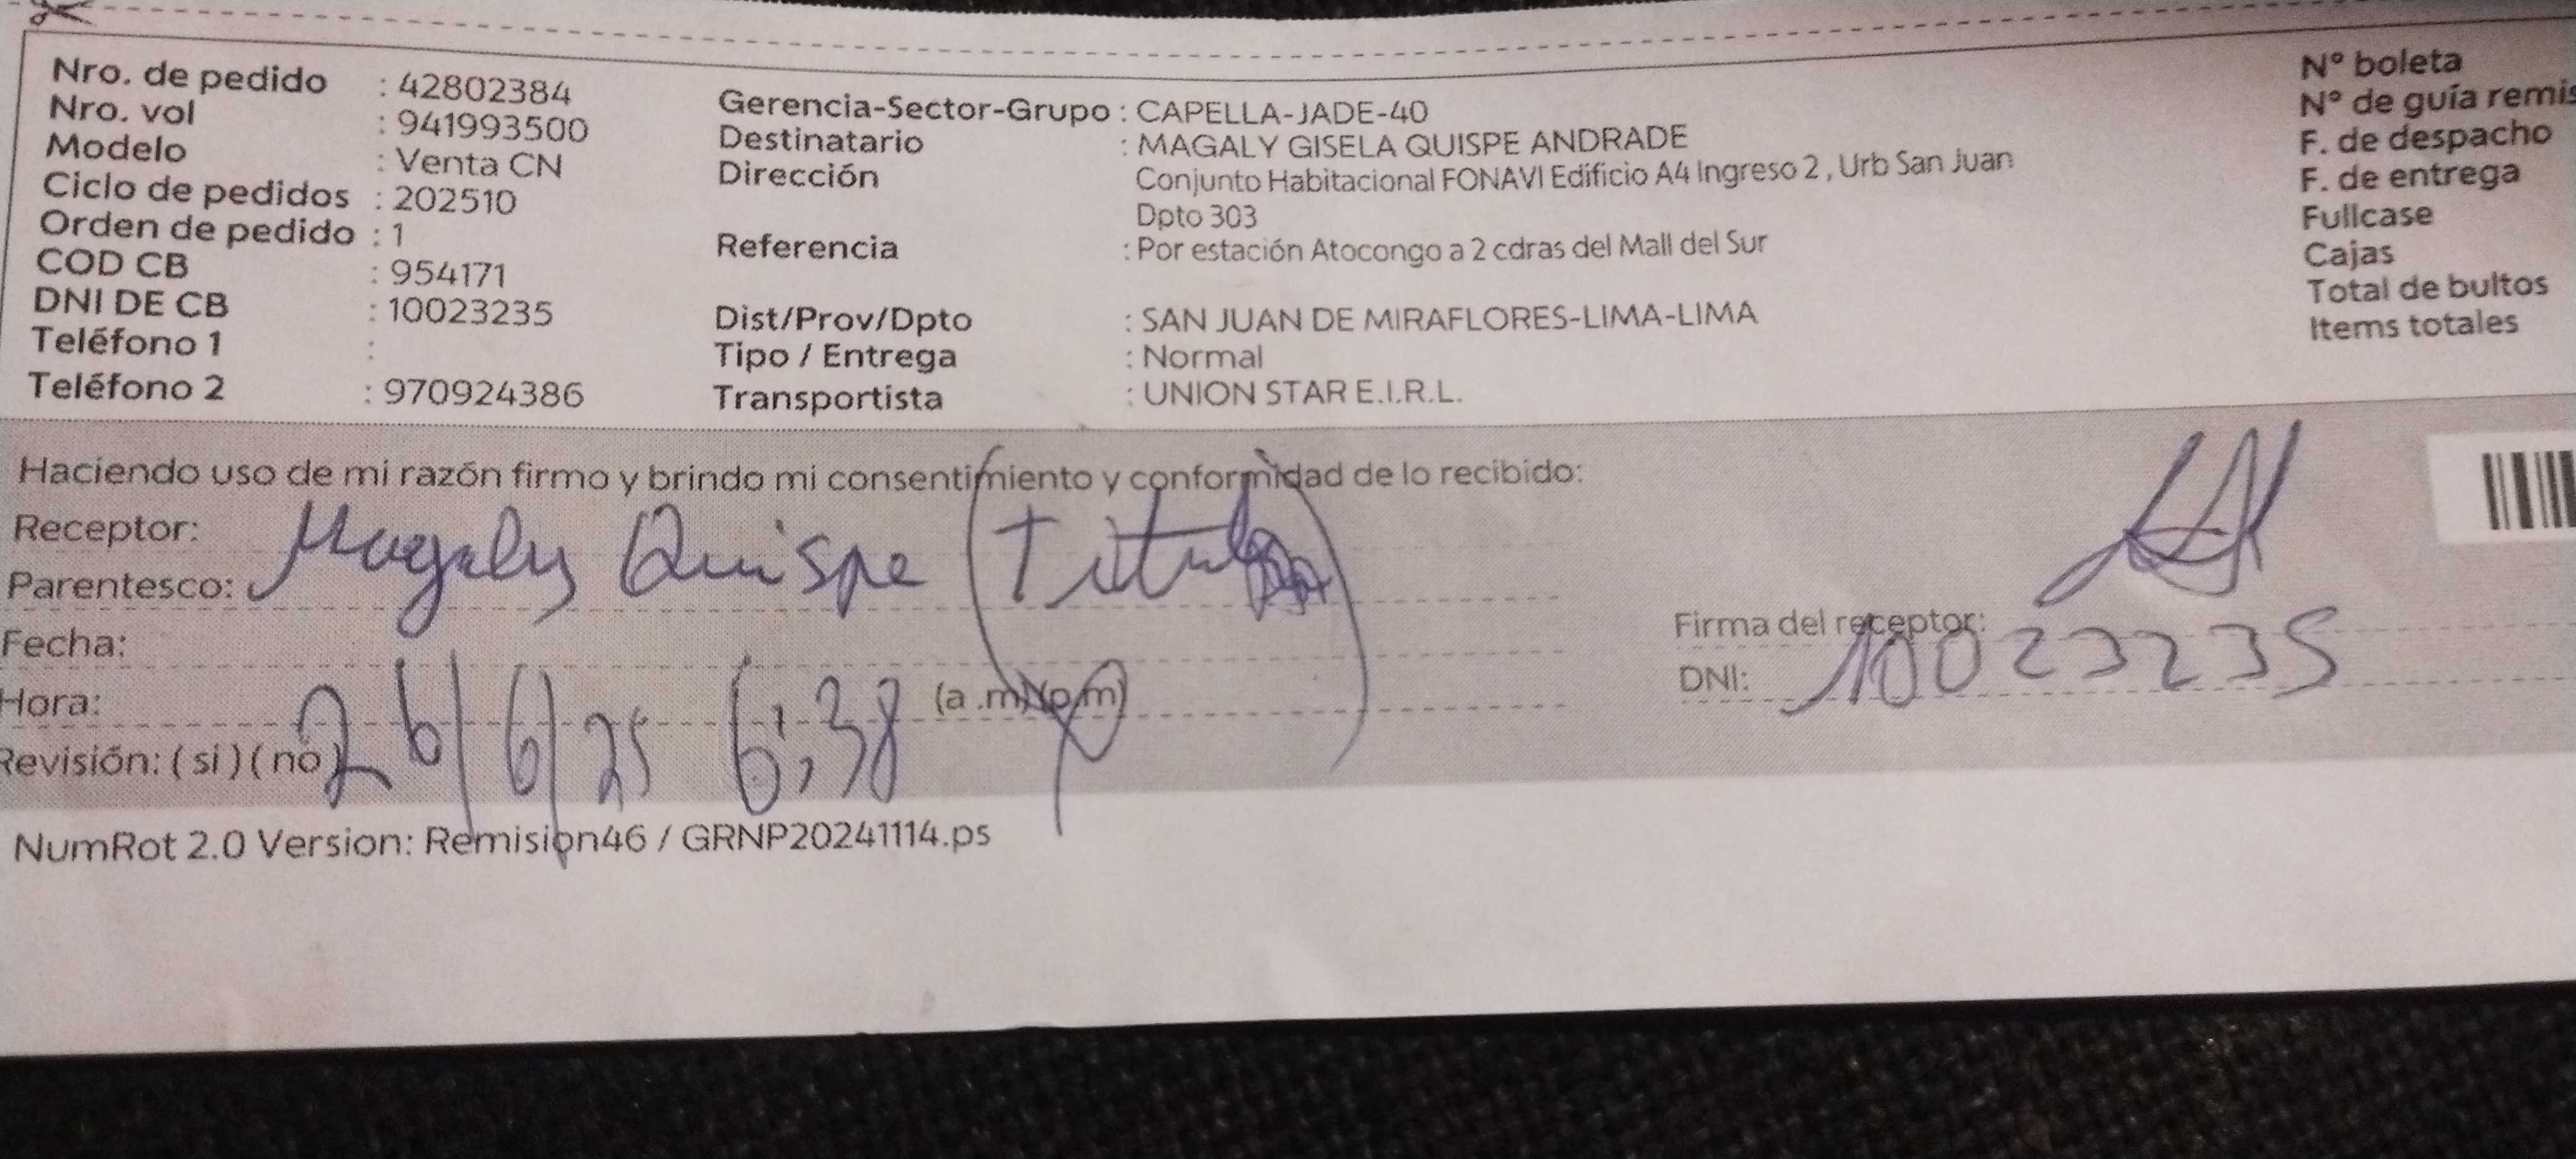 Nro. de pedido : 42802384
Nro. vol : 941993500
Modelo : Venta CN
Ciclo de pedidos : 202510
Orden de pedido : 1
COD CB : 954171
DNI DE CB : 10023235
Teléfono 1 :
Teléfono 2 : 970924386
Gerencia-Sector-Grupo : CAPELLA-JADE-40
Destinatario : MAGALY GISELA QUISPE ANDRADE
Dirección Conjunto Habitacional FONAVI Edificio A4 Ingreso 2 , Urb San Juan
Dpto 303
Referencia : Por estación Atocongo a 2 cdras del Mall del Sur
Dist/Prov/Dpto : SAN JUAN DE MIRAFLORES-LIMA-LIMA
Tipo / Entrega : Normal
Transportista : UNION STAR E.I.R.L.
N° boleta
N° de guía remis
F. de despacho
F. de entrega
Fullcase
Cajas
Total de bultos
Items totales
Haciendo uso de mi razón firmo y brindo mi consentimiento y conformidad de lo recibido:
Receptor: Magaly Quispe
Parentesco:
Fecha:
Hora: 26/6/25 6:38 (a .m)(p.m)
Revisión: ( si ) ( no )
Firma del receptor:
DNI: 10023235
NumRot 2.0 Version: Remision46 / GRNP20241114.ps